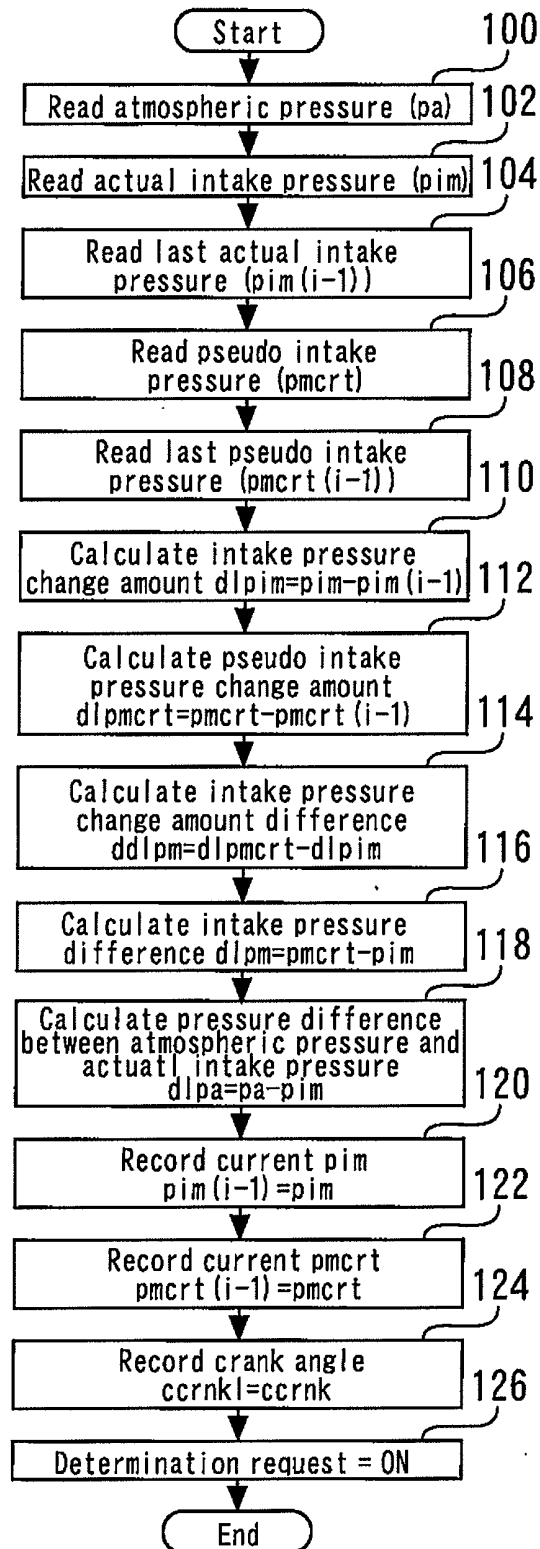 Start
100
Read atmospheric pressure (pa)
102
Read actual intake pressure (pim)
104
Read last actual intake
pressure (pim(i-1))
106
Read pseudo intake
pressure (pmcrt)
108
Read last pseudo intake
pressure (pmcrt(i-1))
110
Calculate intake pressure
change amount dlpim=pim-pim(i-1)
112
Calculate pseudo intake
pressure change amount
dlpmcrt=pmcrt-pmcrt(i-1)
114
Calculate intake pressure
change amount difference
ddlpm=dlpmcrt-dlpim
116
Calculate intake pressure
difference dlpm=pmcrt-pim
118
Calculate pressure difference
between atmospheric pressure and
actuatl intake pressure
dlpa=pa-pim
120
Record current pim
pim(i-1)=pim
122
Record current pmcrt
pmcrt(i-1)=pmcrt
124
Record crank angle
ccrnkl=ccrnk
126
Determination request = ON
End